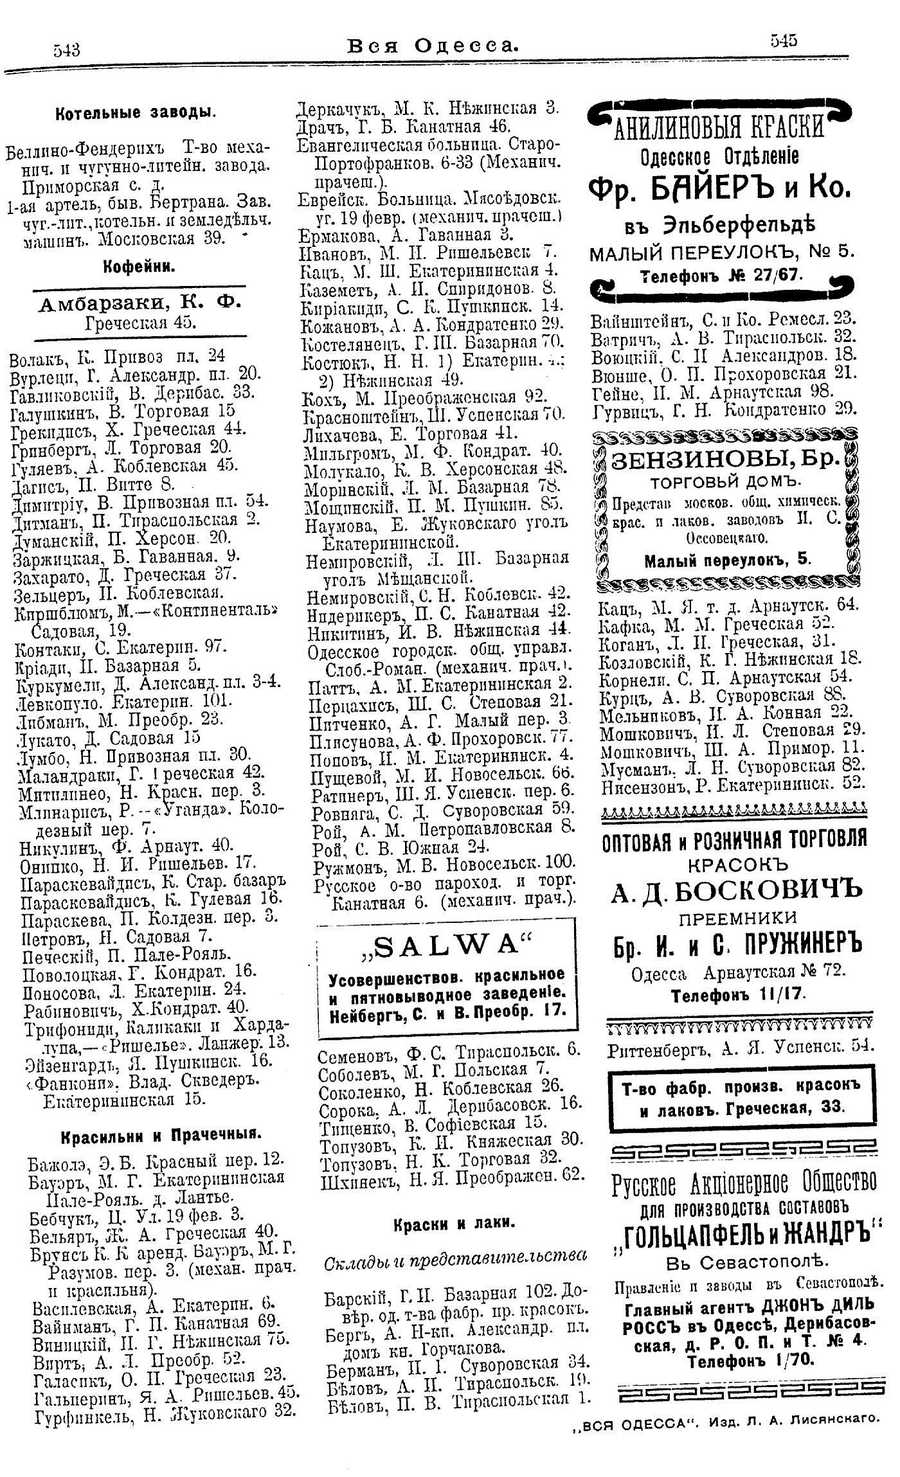 543
Вся Одесса.
545
Котельные заводы.
Беллино-Фендерихъ Т-во меха-
нич. и чугунно-литейн. завода.
Приморская с. д.
1-ая артель, быв. Бертрана. Зав.
чуг.-лит., котельн. и земледѣльч.
машинъ. Московская 39.
Кофейни.
Амбарзаки, К. Ф.
Греческая 45.
Волакъ, К. Привоз пл. 24
Вурлеци, Г. Александр. пл. 20.
Гавликовскій, В. Дерибас. 33.
Галушкинъ, В. Торговая 15
Грекидисъ, Х. Греческая 44.
Гринбергъ, Л. Торговая 20.
Гуляевъ, А. Коблевская 45.
Дагисъ, П. Витте 8.
Димитріу, В. Привозная пл. 54.
Дитманъ, П. Тираспольская 2.
Думанскій, П. Херсон. 20.
Заржицкая, Б. Гаванная. 9.
Захарато, Д. Греческая 37.
Зельцеръ, П. Коблевская.
Киршблюмъ, М.—«Континенталь»
Садовая, 19.
Контаки, С. Екатерин. 97.
Кріади, П. Базарная 5.
Куркумели, Д. Александ. пл. 3-4.
Левкопуло. Екатерин. 101.
Либманъ, М. Преобр. 23.
Лукато, Д. Садовая 15
Лумбо, Н. Привозная пл. 30.
Маландраки, Г. Греческая 42.
Митилинео, Н. Красн. пер. 3.
Млинарисъ, Р.—«Уганда». Коло-
дезный пер. 7.
Никулинъ, Ф. Арнаут. 40.
Онипко, Н. И. Ришельев. 17.
Параскевайдисъ, К. Стар. базаръ
Параскевайдисъ, К. Гулевая 16.
Параскева, П. Колдезн. пер. 3.
Петровъ, Н. Садовая 7.
Печескій, П. Пале-Рояль.
Поволоцкая, Г. Кондрат. 16.
Поносова, Л. Екатерин. 24.
Рабиновичъ, Х. Кондрат. 40.
Трифониди, Каликаки и Харда-
лупа,—«Ришелье». Ланжер. 13.
Эйзенгардъ, Я. Пушкинск. 16.
«Фанкони». Влад. Скведеръ.
Екатерининская 15.
Красильни и Прачечныя.
Бажолэ, Э. Б. Красный пер. 12.
Бауэръ, М. Г. Екатерининская
Пале-Рояль. д. Лантье.
Бебчукъ, Ц. Ул. 19 фев. 3.
Бельяръ, Ж. А. Греческая 40.
Брунсъ К. К аренд. Бауэръ, М. Г.
Разумов. пер. 3. (механ. прач.
и красильня).
Василевская, А. Екатерин. 6.
Вайнманъ, Г. П. Канатная 69.
Виницкій, П. Г. Нѣжинская 75.
Виртъ, А. Л. Преобр. 52.
Галасикъ, О. П. Греческая 23.
Гальперинъ, Я. А. Ришельев. 45.
Гурфинкель, Н. Жуковскаго 32.
Деркачукъ, М. К. Нѣжинская 3.
Драчъ, Г. Б. Канатная 46.
Евангелическая больница. Старо-
Портофранков. 6-33 (Механич.
прачеш.).
Еврейск. Больница. Мясоѣдовск.
уг. 19 февр. (механич. прачеш.)
Ермакова, А. Гаванная 3.
Ивановъ, М. П. Ришельевск 7.
Кацъ, М. Ш. Екатерининская 4.
Каземетъ, А. П. Спиридонов. 8.
Киріакиди, С. К. Пушкинск. 14.
Кожановъ, А. А. Кондратенко 29.
Костелянецъ, Г. Ш. Базарная 70.
Костюкъ, Н. Н. 1) Екатерин.
2) Нѣжинская 49.
Кохъ, М. Преображенская 92.
Красноштейнъ, Ш. Успенская 70.
Лихачева, Е. Торговая 41.
Мильгромъ, М. Ф. Кондрат. 40.
Молукало, К. В. Херсонская 48.
Моринскій, Л. М. Базарная 78.
Мощинскій, П. М. Пушкин. 85.
Наумова, Е. Жуковскаго уголъ
Екатерининской.
Немировскій, Л. Ш. Базарная
уголъ Мѣщанской.
Немировскій, С. Н. Коблевск. 42.
Нидерикеръ, П. С. Канатная 42.
Никитинъ, И. В. Нѣжинская 44.
Одесское городск. общ. управл.
Слоб.-Роман. (механич. прач.).
Паттъ, А. М. Екатерининская 2.
Перцахисъ, Ш. С. Степовая 21.
Питченко, А. Г. Малый пер. 3
Плясунова, А. Ф. Прохоровск. 77.
Поповъ, И. М. Екатерининск. 4.
Пущевой, М. И. Новосельск. 66.
Ратинеръ, Ш. Я. Успенск. пер. 6.
Ровняга, С. Д. Суворовская 59.
Рой, А. М. Петропавловская 8.
Рой, С. В. Южная 24.
Ружмонъ, М. В. Новосельск. 100.
Русское о-во пароход. и торг.
Канатная 6. (механич. прач.).
„SALWA“
Усовершенствов. красильное
и пятновыводное заведеніе.
Нейбергъ, С. и В. Преобр. 17.
Семеновъ, Ф. С. Тираспольск. 6.
Соболевъ, М. Г. Польская 7.
Соколенко, Н. Коблевская 26.
Сорока, А. Л. Дерибасовск. 16.
Тищенко, В. Софіевская 15.
Топузовъ, К. И. Княжеская 30.
Топузовъ, Н. К. Торговая 32.
Шхиянекъ, Н. Я. Преображен. 62.
Краски и лаки.
Склады и представительства
Барскій, Г. И. Базарная 102. До-
вѣр. од. т-ва фабр. пр. красокъ.
Бергъ, А. Н-кп. Александр. пл.
домъ кн. Горчакова.
Берманъ, П. І. Суворовская 34.
Бѣловъ, А. П. Тираспольск. 19.
Бѣловъ, П. В. Тираспольская 1.
АНИЛИНОВЫЯ КРАСКИ
Одесское Отдѣленіе
Фр. БАЙЕРЪ и Ко.
въ Эльберфельдѣ
МАЛЫЙ ПЕРЕУЛОКЪ, № 5.
Телефонъ № 27/67.
Вайнштейнъ, С. и Ко. Ремесл. 23.
Ватричъ, А. В. Тираспольск. 32.
Воюцкій, С. П Александров. 18.
Вюнше, О. П. Прохоровская 21.
Гейне, П. М. Арнаутская 98.
Гурвицъ, Г. Н. Кондратенко 29.
ЗЕНЗИНОВЫ, Бр.
ТОРГОВЫЙ ДОМЪ.
Представ москов. общ. химическ.
крас. и лаков. заводовъ И. С.
Оссовецкаго.
Малый переулокъ, 5.
Кацъ, М. Я. т. д. Арнаутск. 64.
Кафка, М. М. Греческая 52.
Коганъ, Л. П. Греческая, 31.
Козловскій, К. Г. Нѣжинская 18.
Корнели. С. П. Арнаутская 54.
Курцъ, А. В. Суворовская 88.
Мельниковъ, П. А. Конная 22.
Мошковичъ, П. Л. Степовая 29.
Мошковичъ, Ш. А. Примор. 11.
Мусманъ, Л. Н. Суворовская 82.
Нисензонъ, Р. Екатерининск. 52.
ОПТОВАЯ и РОЗНИЧНАЯ ТОРГОВЛЯ
КРАСОКЪ
А. Д. БОСКОВИЧЪ
ПРЕЕМНИКИ
Бр. И. и С. ПРУЖИНЕРЪ
Одесса Арнаутская № 72.
Телефонъ 11/17.
Риттенбергъ, А. Я. Успенск. 54.
Т-во фабр. произв. красокъ
и лаковъ. Греческая, 33.
Русское Акціонерное Общество
ДЛЯ ПРОИЗВОДСТВА СОСТАВОВЪ
„ГОЛЬЦАПФЕЛЬ и ЖАНДРЪ“
Въ Севастополѣ.
Правленіе и заводы въ Севастополѣ.
Главный агентъ ДЖОНЪ ДИЛЬ
РОССЪ въ Одессѣ, Дерибасов-
ская, д. Р. О. П. и Т. № 4.
Телефонъ 1/70.
„ВСЯ ОДЕССА“. Изд. Л. А. Лисянскаго.